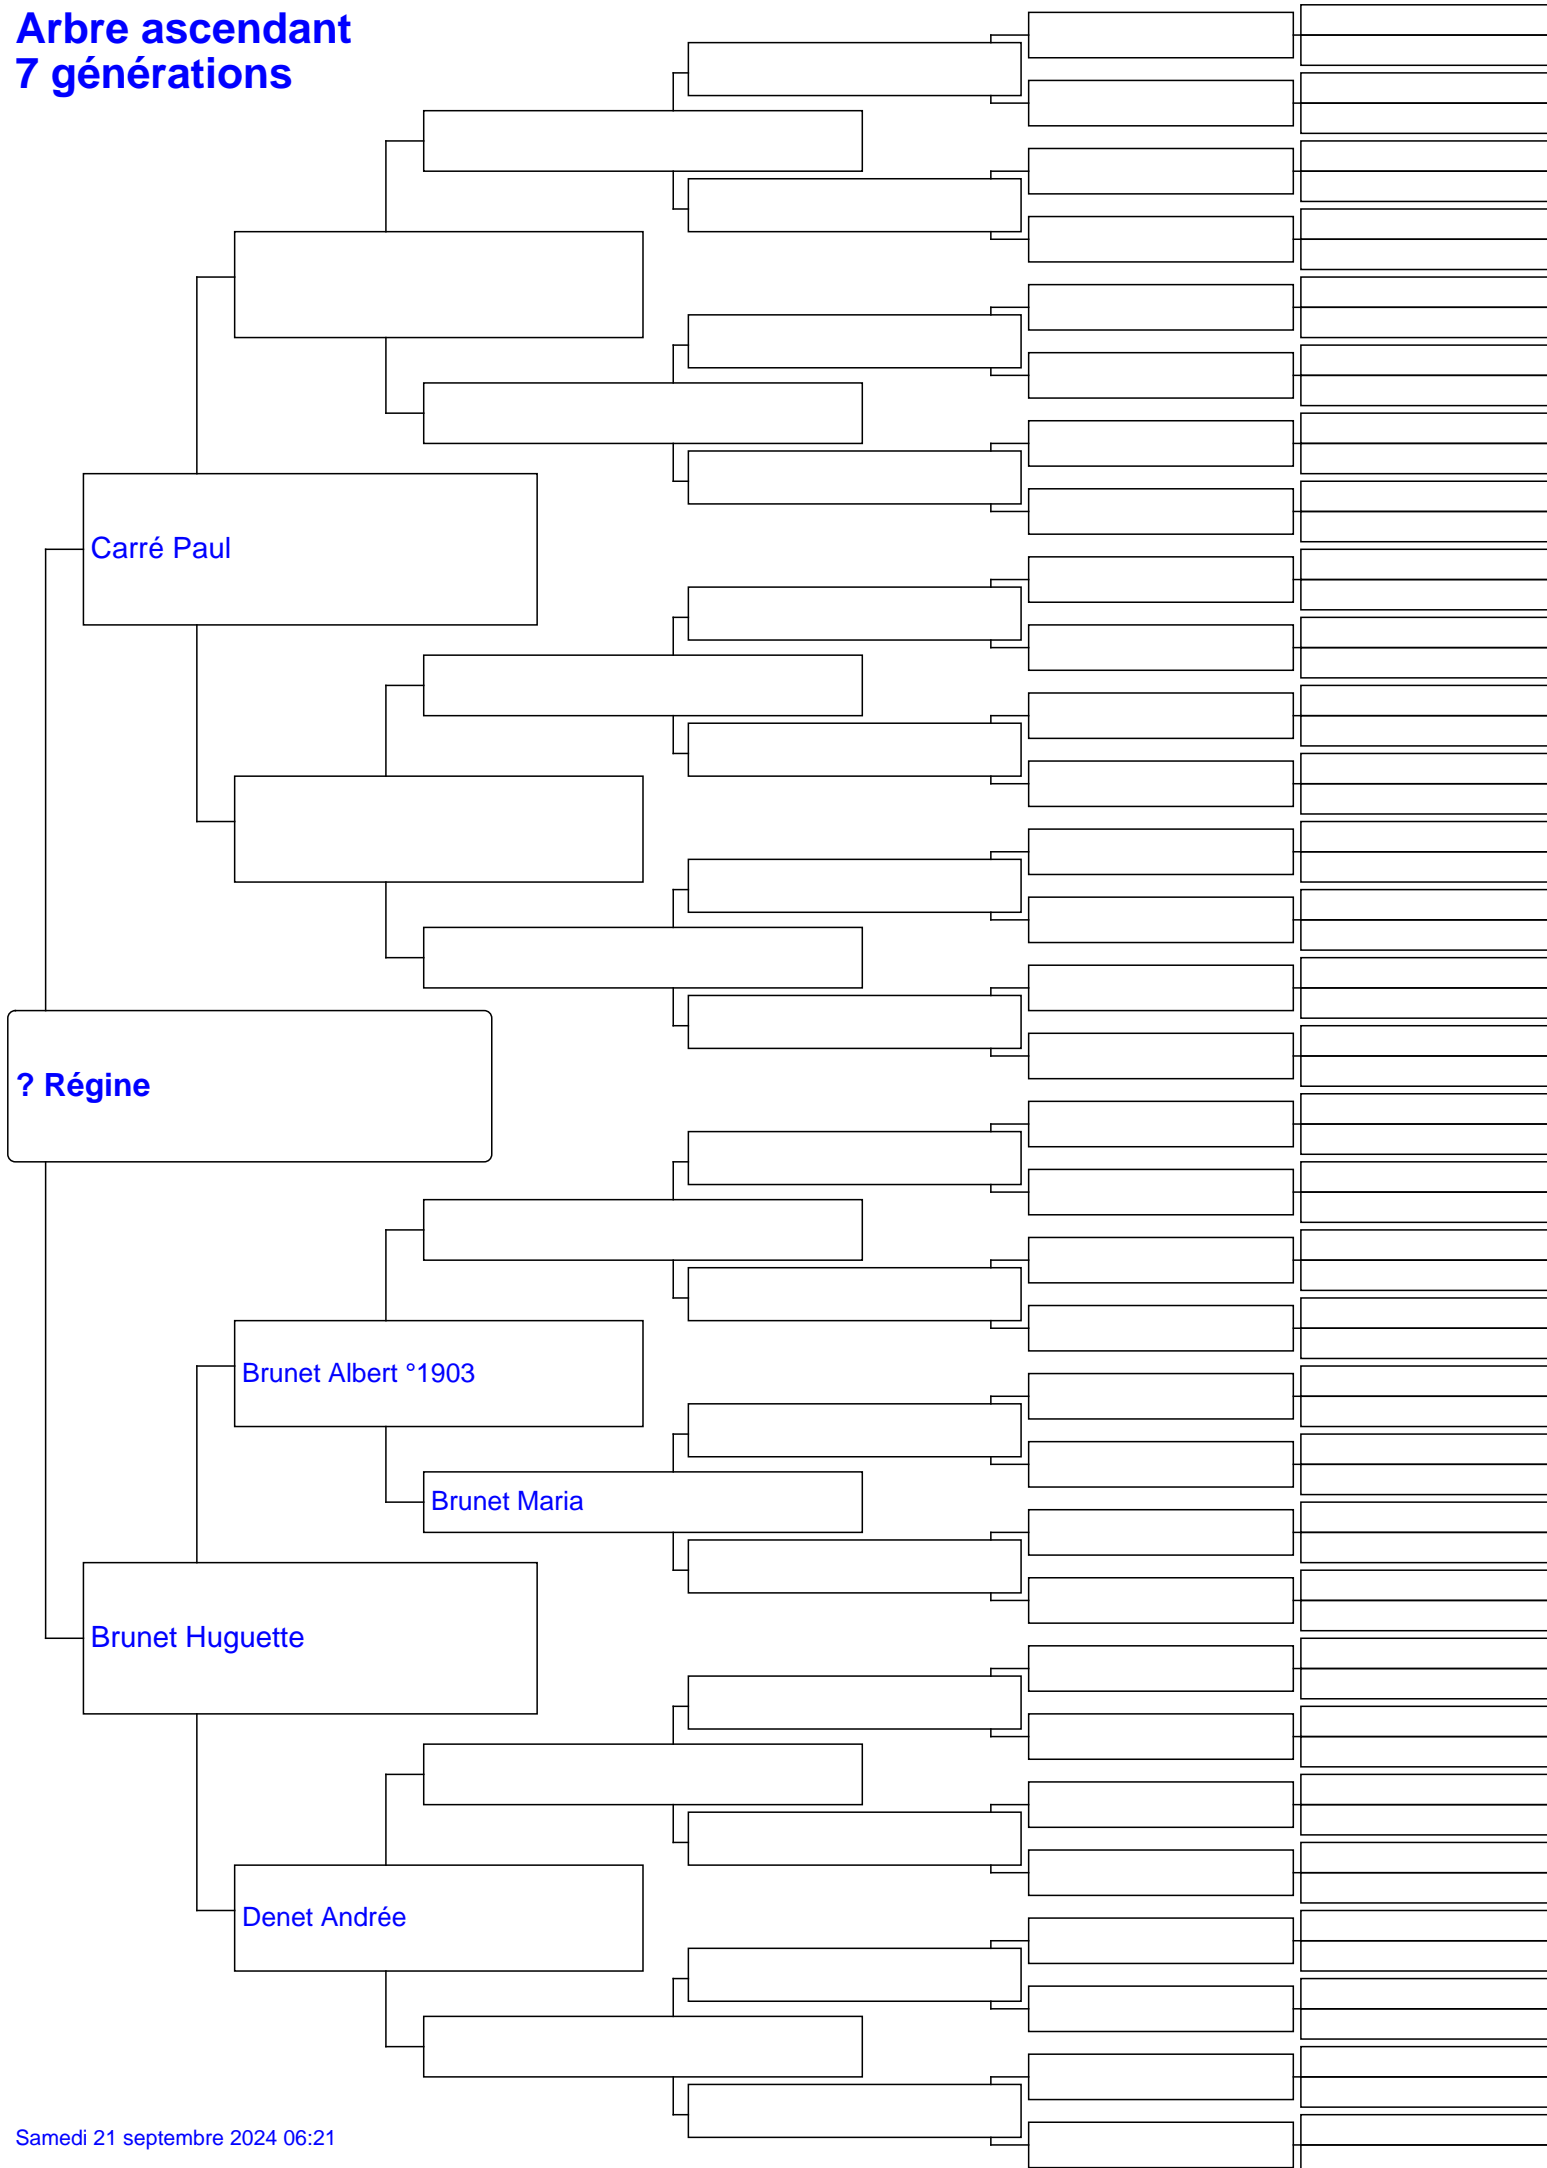 Arbre ascendant
7 générations
Carré Paul
? Régine
Brunet Albert °1903
Brunet Maria
Brunet Huguette
Denet Andrée
Samedi 21 septembre 2024 06:21